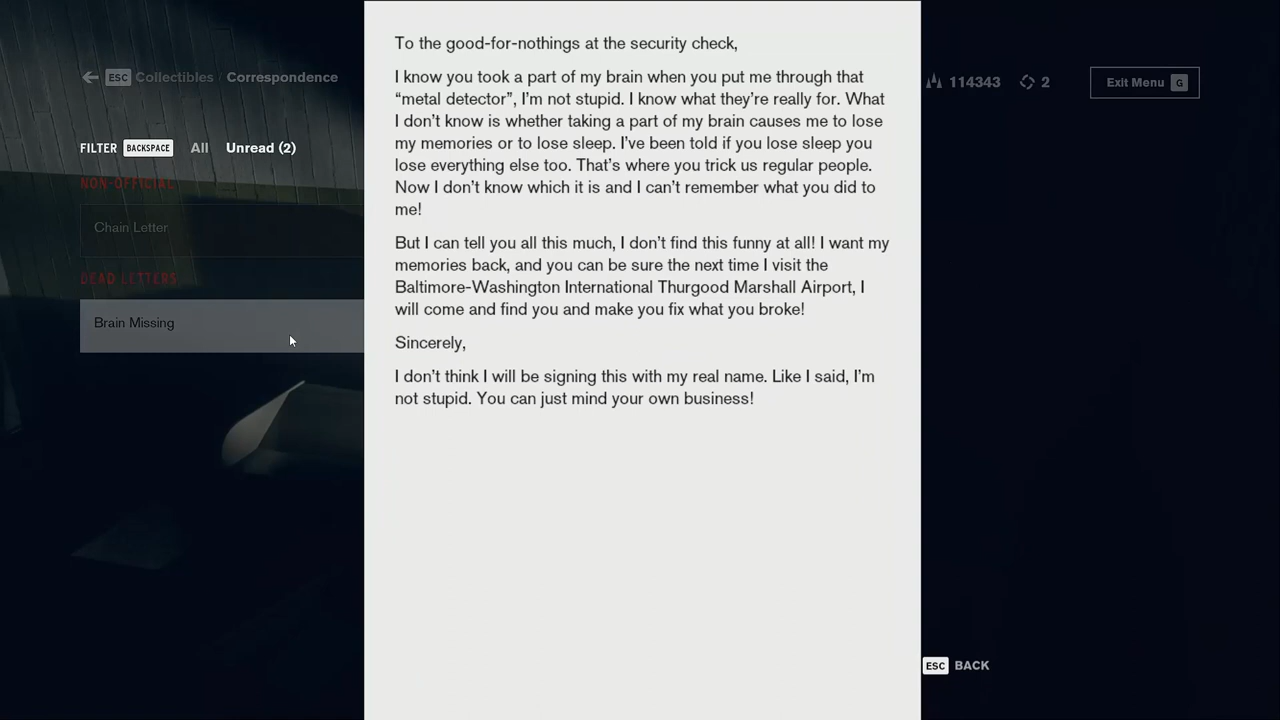 ESC Collectibles / Correspondence
114343 2 Exit Menu G
FILTER BACKSPACE All Unread (2)
NON-OFFICIAL
Chain Letter
DEAD LETTERS
Brain Missing
To the good-for-nothings at the security check,
I know you took a part of my brain when you put me through that
“metal detector”, I’m not stupid. I know what they’re really for. What
I don’t know is whether taking a part of my brain causes me to lose
my memories or to lose sleep. I’ve been told if you lose sleep you
lose everything else too. That’s where you trick us regular people.
Now I don’t know which it is and I can’t remember what you did to
me!
But I can tell you all this much, I don’t find this funny at all! I want my
memories back, and you can be sure the next time I visit the
Baltimore-Washington International Thurgood Marshall Airport, I
will come and find you and make you fix what you broke!
Sincerely,
I don’t think I will be signing this with my real name. Like I said, I’m
not stupid. You can just mind your own business!
ESC BACK